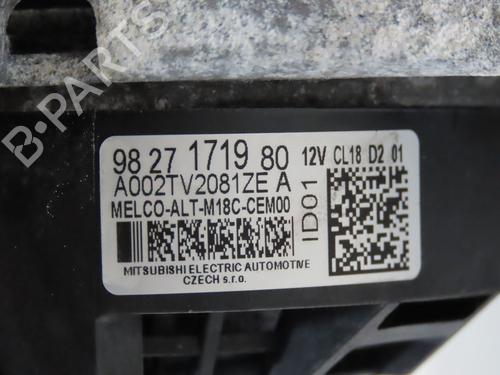 B-PARTS
98 27 1719 80 12V CL18 D2 01
A002TV2081ZE A
MELCO-ALT-M18C-CEM00
ID01
MITSUBISHI ELECTRIC AUTOMOTIVE
CZECH s.r.o.